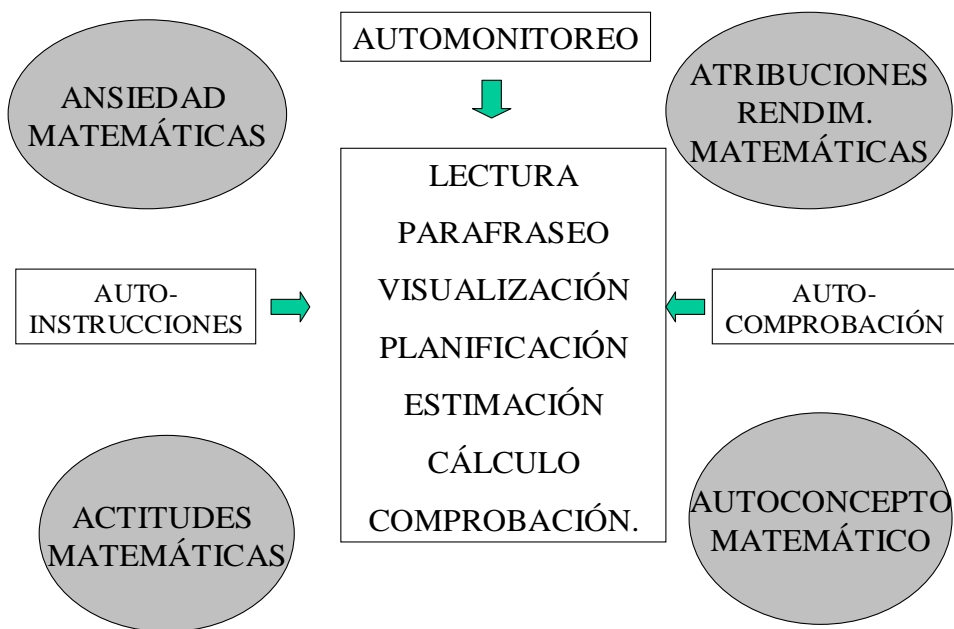 AUTOMONITOREO
ANSIEDAD
MATEMÁTICAS
ATRIBUCIONES
RENDIM.
MATEMÁTICAS
LECTURA
PARAFRASEO
VISUALIZACIÓN
PLANIFICACIÓN
ESTIMACIÓN
CÁLCULO
COMPROBACIÓN.
AUTO-
INSTRUCCIONES
AUTO-
COMPROBACIÓN
ACTITUDES
MATEMÁTICAS
AUTOCONCEPTO
MATEMÁTICO